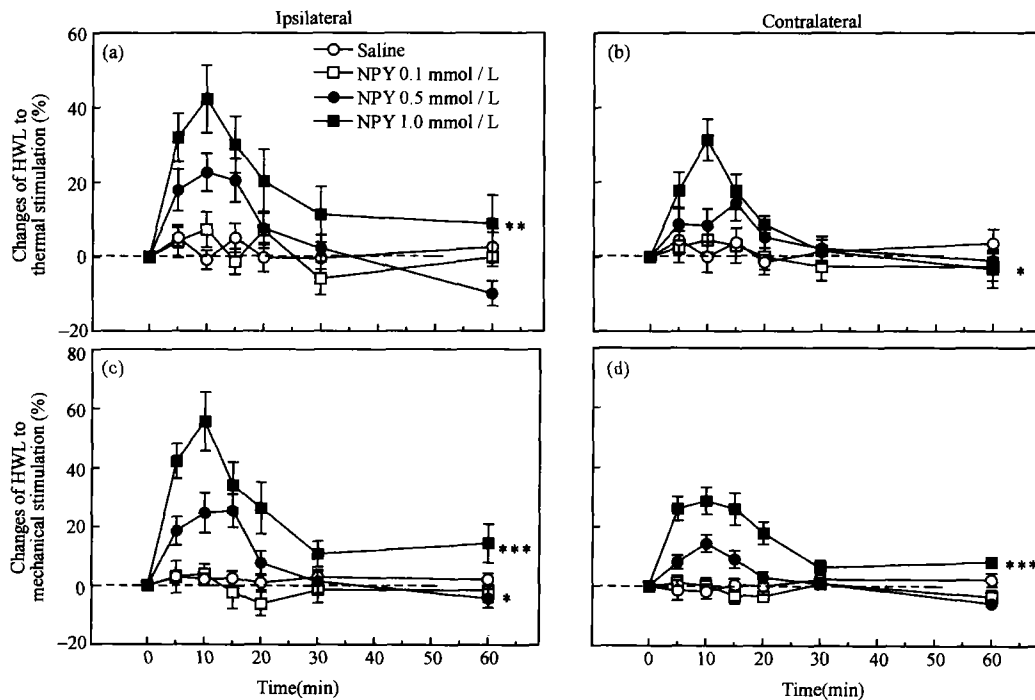 Ipsilateral
Contralateral
(a)
Saline
NPY 0.1 mmol / L
NPY 0.5 mmol / L
NPY 1.0 mmol / L
Changes of HWL to
thermal stimulation (%)
60
40
20
0
−20
**
(b)
*
(c)
Changes of HWL to
mechanical stimulation (%)
80
60
40
20
0
−20
***
*
(d)
***
0 10 20 30 40 50 60
Time(min)
0 10 20 30 40 50 60
Time(min)